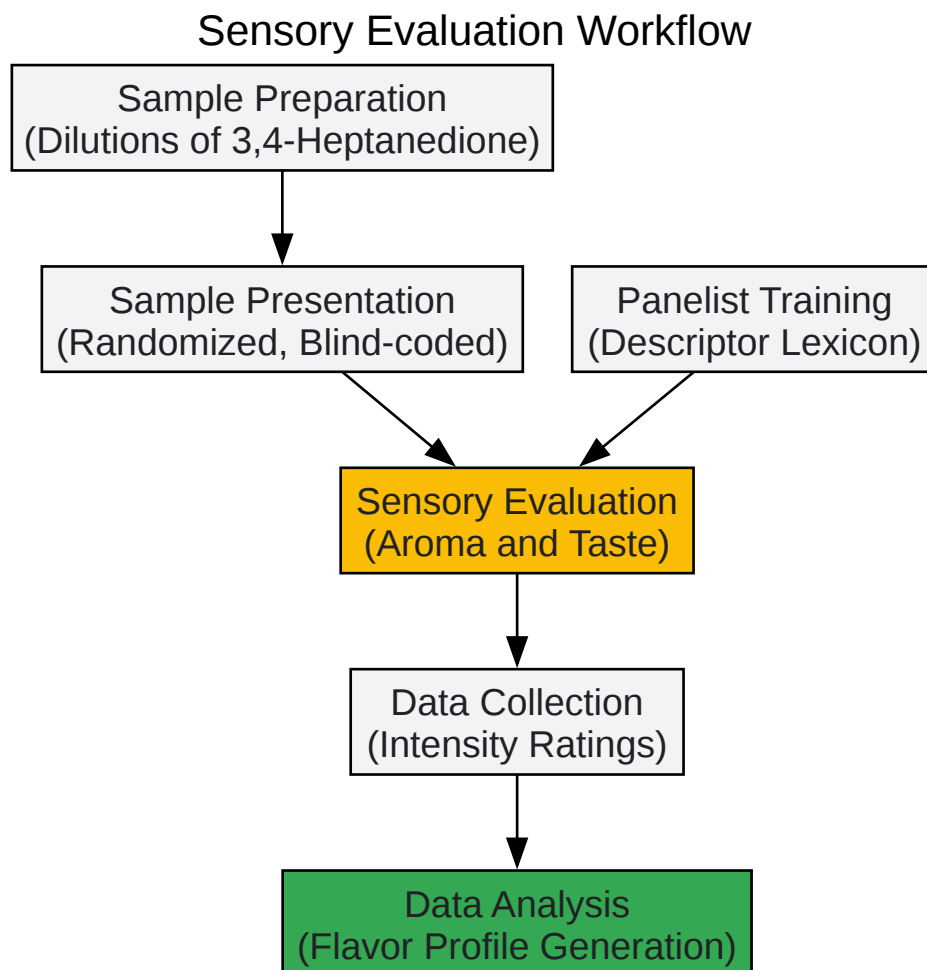 Sensory Evaluation Workflow
Sample Preparation
(Dilutions of 3,4-Heptanedione)
Sample Presentation
(Randomized, Blind-coded)
Panelist Training
(Descriptor Lexicon)
Sensory Evaluation
(Aroma and Taste)
Data Collection
(Intensity Ratings)
Data Analysis
(Flavor Profile Generation)